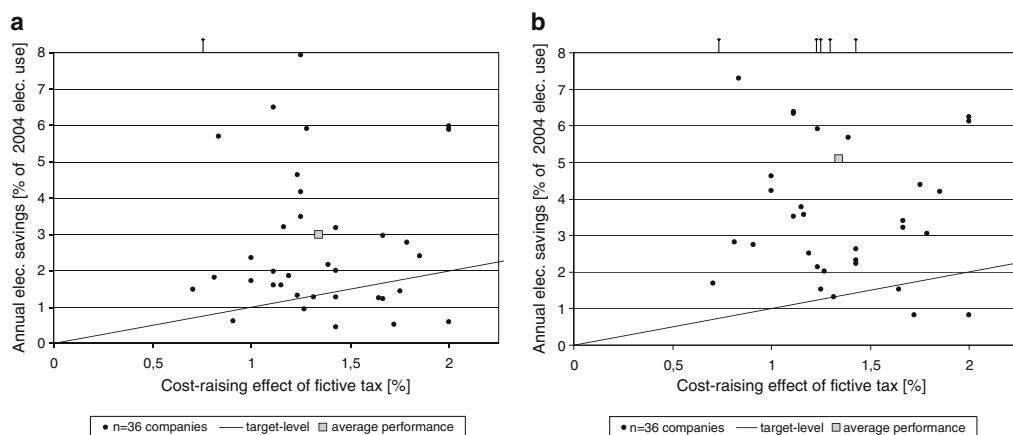 a
Annual elec. savings [% of 2004 elec. use]
8
7
6
5
4
3
2
1
0
0 0,5 1 1,5 2
Cost-raising effect of fictive tax [%]
n=36 companies target-level average performance
b
Annual elec. savings [% of 2004 elec. use]
8
7
6
5
4
3
2
1
0
0 0,5 1 1,5 2
Cost-raising effect of fictive tax [%]
n=36 companies target-level average performance